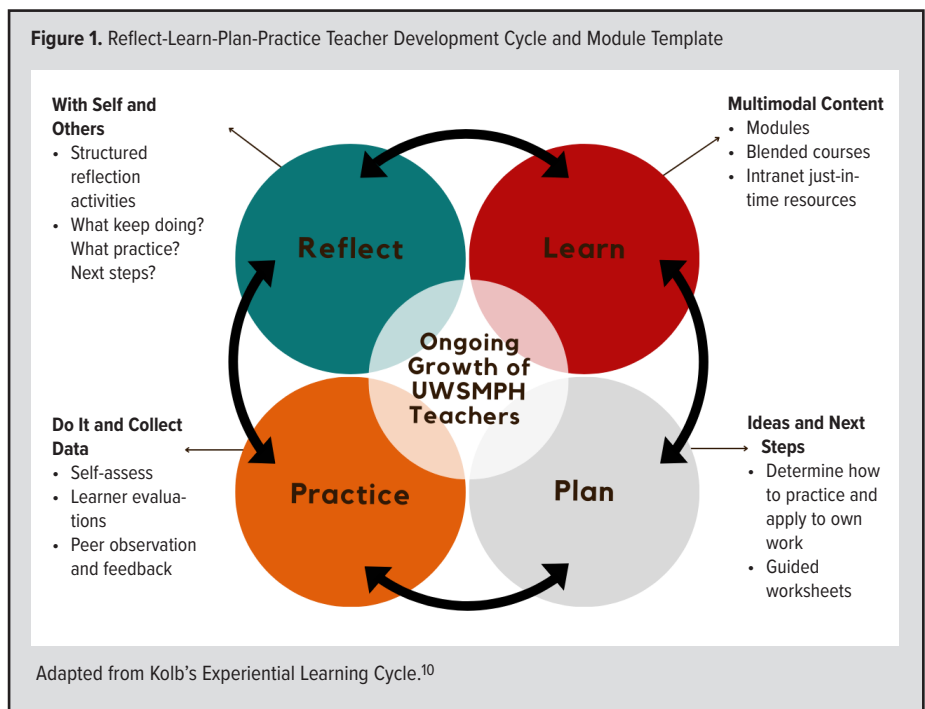 Figure 1. Reflect-Learn-Plan-Practice Teacher Development Cycle and Module Template
With Self and
Others
• Structured
reflection
activities
• What keep doing?
What practice?
Next steps?
Multimodal Content
• Modules
• Blended courses
• Intranet just-in-
time resources
Reflect
Learn
Ongoing
Growth of
UWSMPH
Teachers
Do It and Collect
Data
• Self-assess
• Learner evalua-
tions
• Peer observation
and feedback
Practice
Plan
Ideas and Next
Steps
• Determine how
to practice and
apply to own
work
• Guided
worksheets
Adapted from Kolb’s Experiential Learning Cycle.10